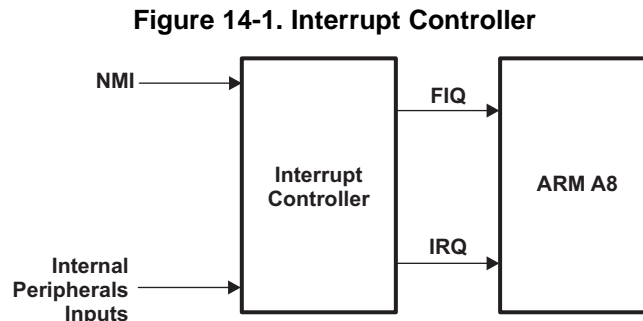 Figure 14-1. Interrupt Controller
NMI
FIQ
Interrupt
Controller
ARM A8
IRQ
Internal
Peripherals
Inputs